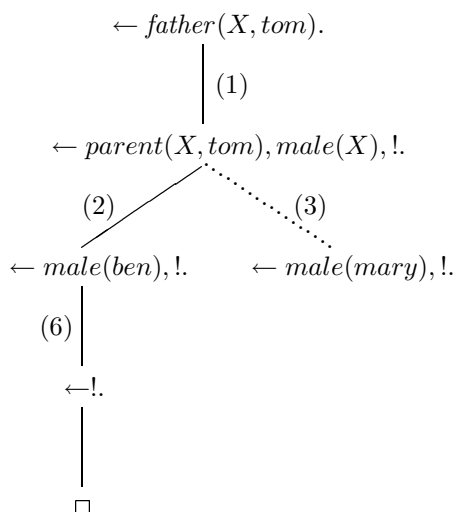 ← father(X, tom).
(1)
← parent(X, tom), male(X), !.
(2) (3)
← male(ben), !. ← male(mary), !.
(6)
←!.
□